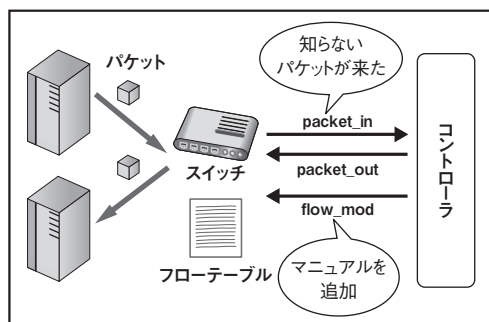 知らない
パケットが来た
パケット
packet_in
スイッチ
packet_out
flow_mod
フローテーブル
マニュアルを
追加
コントローラ